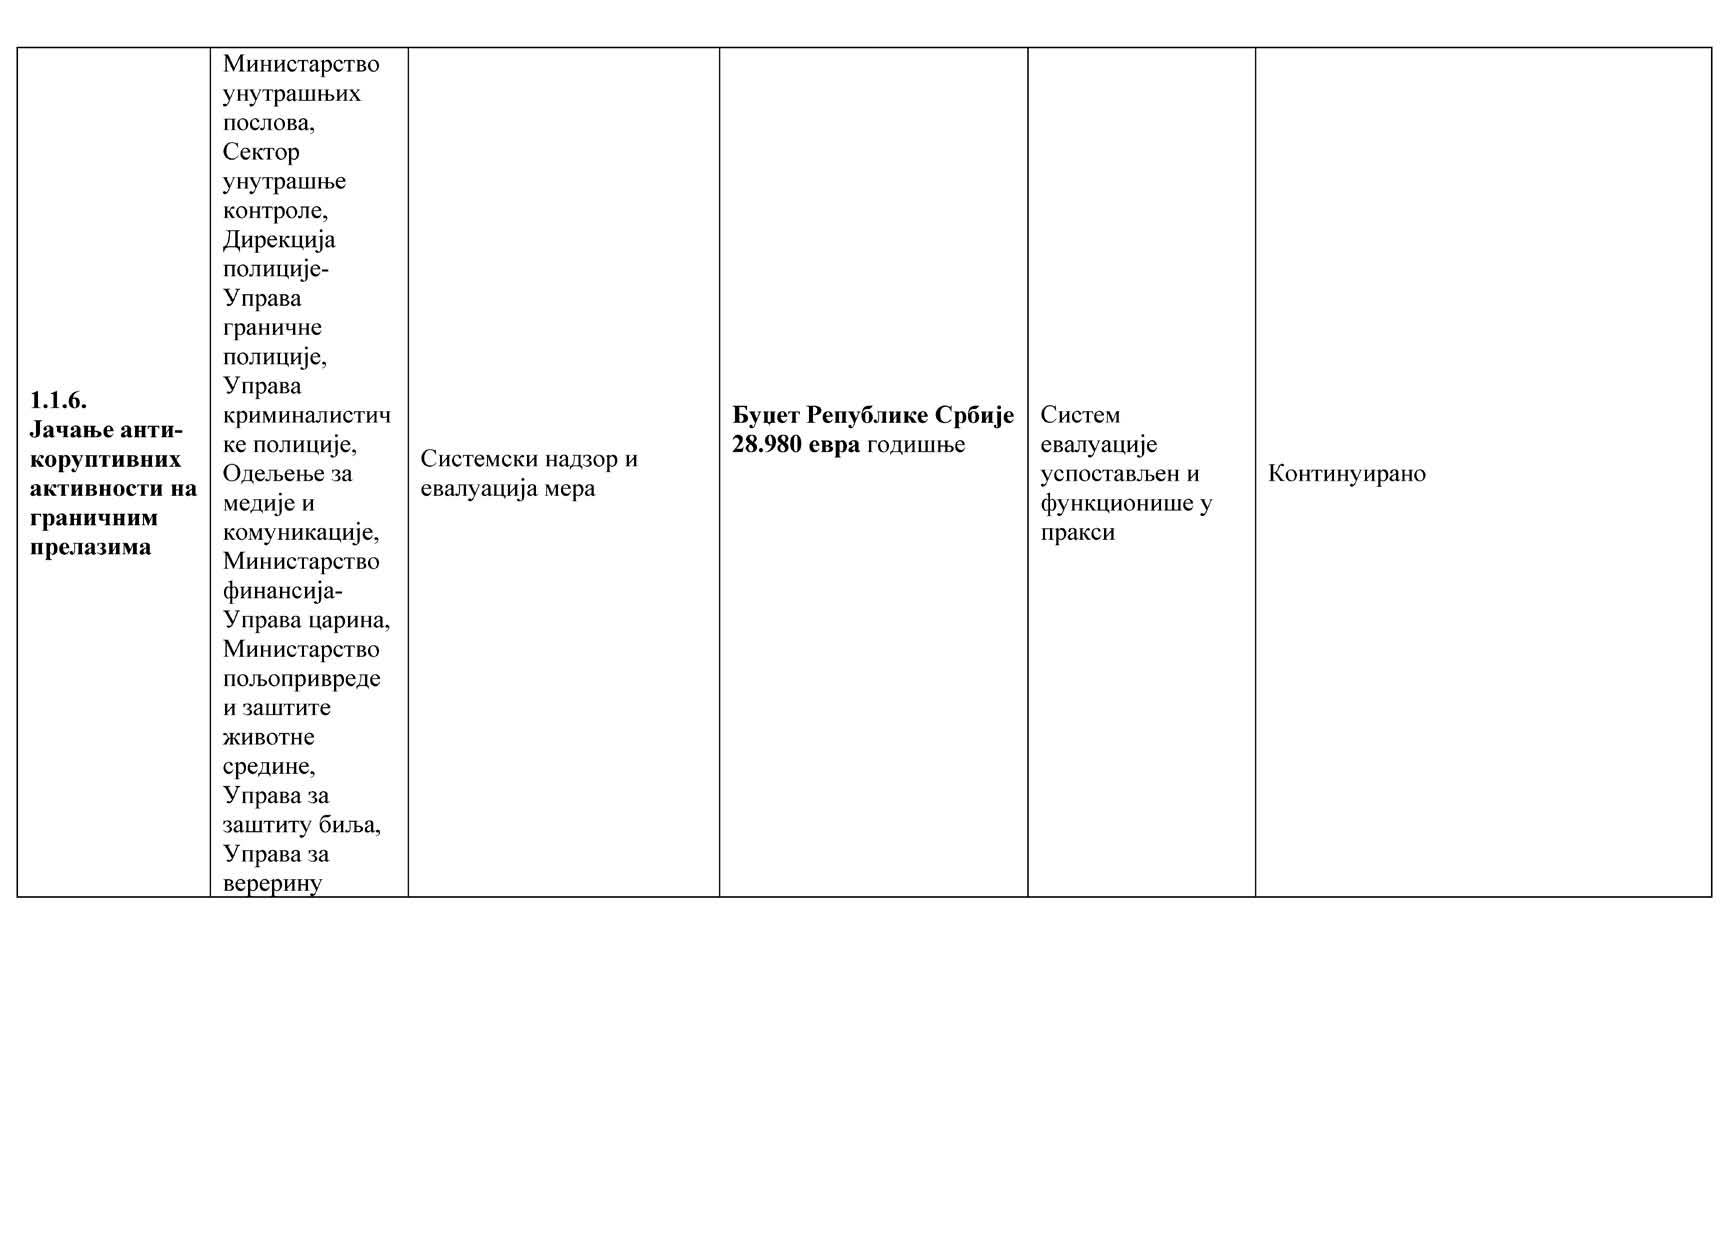 1.1.6.
Јачање анти-
коруптивних
активности на
граничним
прелазима
Министарство
унутрашњих
послова,
Сектор
унутрашње
контроле,
Дирекција
полиције-
Управа
граничне
полиције,
Управа
криминалистич
ке полиције,
Одељење за
медије и
комуникације,
Министарство
финансија-
Управа царина,
Министарство
пољопривреде
и заштите
животне
средине,
Управа за
заштиту биља,
Управа за
верерину
Системски надзор и
евалуација мера
Буџет Републике Србије
28.980 евра годишње
Систем
евалуације
успостављен и
функционише у
пракси
Континуирано